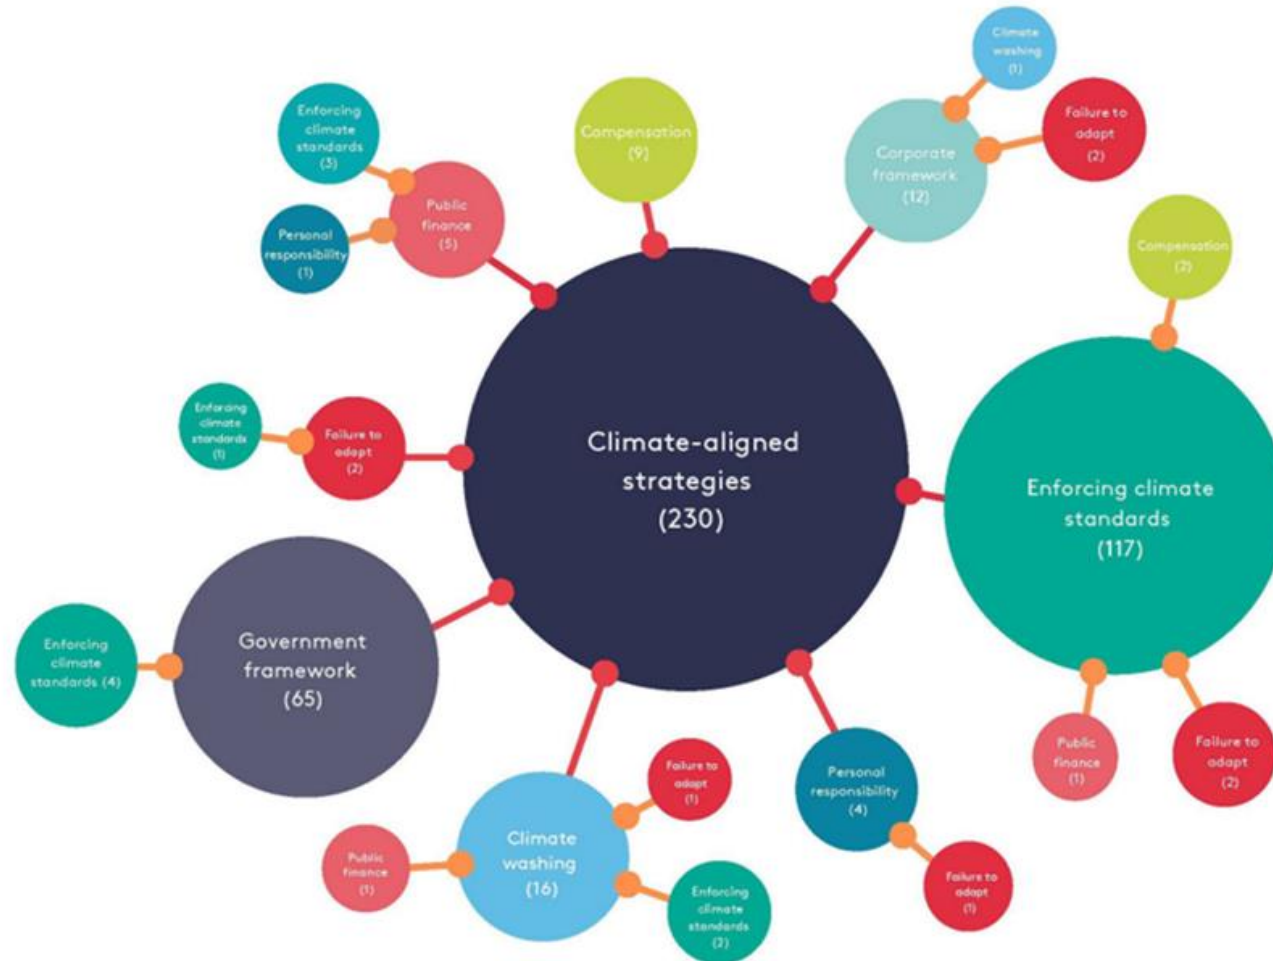 Climate
washing
(1)
Enforcing
climate
standards
(3)
Compensation
(9)
Failure to
adapt
(2)
Corporate
framework
(12)
Public
finance
(5)
Personal
responsibility
(1)
Compensation
(2)
Enforcing
climate
standards
(1)
Failure to
adapt
(2)
Climate-aligned
strategies
(230)
Enforcing climate
standards
(117)
Government
framework
(65)
Enforcing
climate
standards (4)
Failure to
adapt
(1)
Personal
responsibility
(4)
Public
finance
(1)
Failure to
adapt
(2)
Climate
washing
(16)
Public
finance
(1)
Enforcing
climate
standards
(2)
Failure to
adapt
(1)